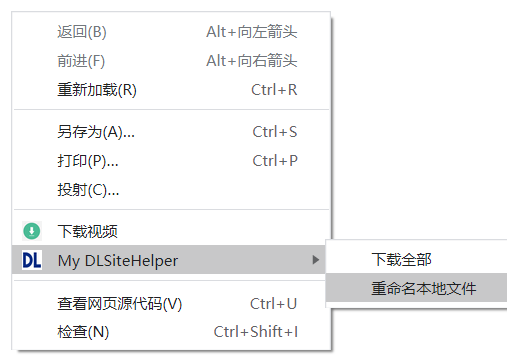 返回(B) Alt+向左箭头
前进(F) Alt+向右箭头
重新加载(R) Ctrl+R
另存为(A)... Ctrl+S
打印(P)... Ctrl+P
投射(C)...
下载视频
DL My DLSiteHelper
下载全部
重命名本地文件
查看网页源代码(V) Ctrl+U
检查(N) Ctrl+Shift+I